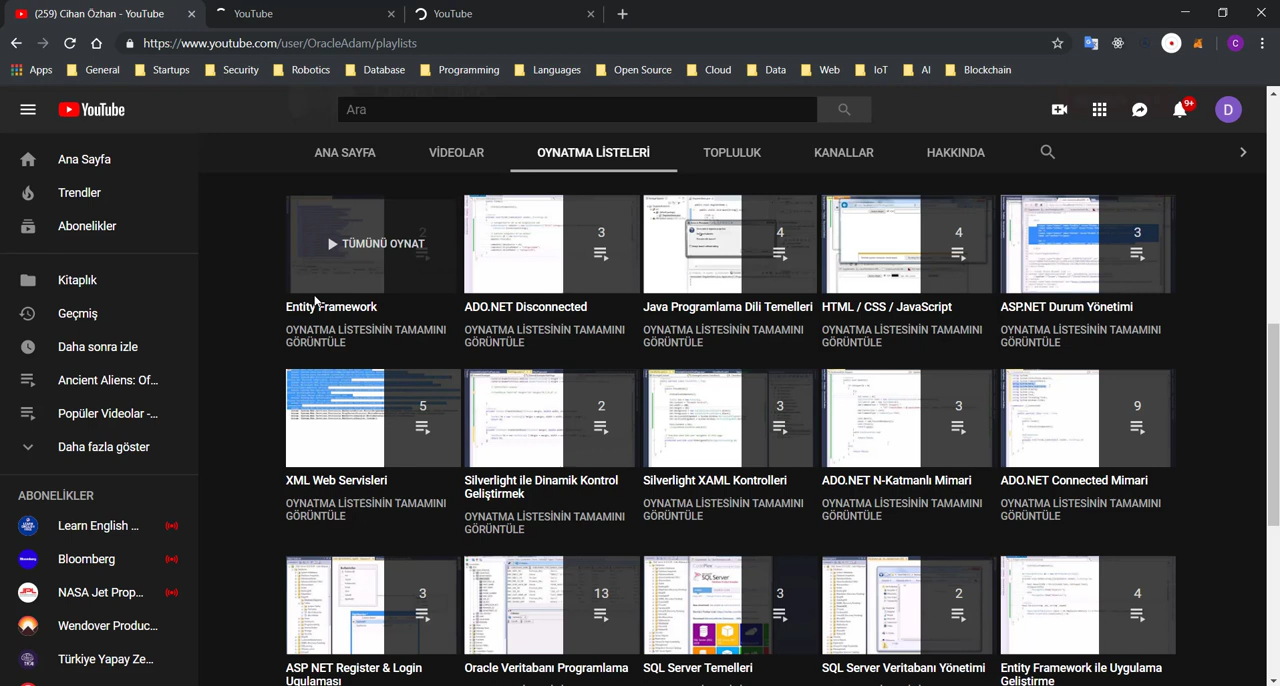 (259) Cihan Özhan - YouTube
YouTube
YouTube
https://www.youtube.com/user/OracleAdam/playlists
C
Apps
General
Startups
Security
Robotics
Database
Programming
Languages
Open Source
Cloud
Data
Web
IoT
AI
Blockchain
YouTube
Ara
9+
D
ANA SAYFA
VİDEOLAR
OYNATMA LİSTELERİ
TOPLULUK
KANALLAR
HAKKINDA
Ana Sayfa
Trendler
Abonelikler
Kitaplık
Geçmiş
Daha sonra izle
Ancient Aliens: Of...
Popüler Videolar -...
Daha fazla göster
ABONELİKLER
Learn English ...
Bloomberg
NASA Jet Prop...
Wendover Produc...
Türkiye Yapay Ze...
2
TÜMÜNÜ OYNAT
3
4
4
3
Entity Framework
ADO.NET Disconnected
Java Programlama Dili Temelleri
HTML / CSS / JavaScript
ASP.NET Durum Yönetimi
OYNATMA LİSTESİNİN TAMAMINI
GÖRÜNTÜLE
OYNATMA LİSTESİNİN TAMAMINI
GÖRÜNTÜLE
OYNATMA LİSTESİNİN TAMAMINI
GÖRÜNTÜLE
OYNATMA LİSTESİNİN TAMAMINI
GÖRÜNTÜLE
OYNATMA LİSTESİNİN TAMAMINI
GÖRÜNTÜLE
5
3
3
9
XML Web Servisleri
Silverlight ile Dinamik Kontrol
Geliştirmek
Silverlight XAML Kontrolleri
ADO.NET N-Katmanlı Mimari
ADO.NET Connected Mimari
OYNATMA LİSTESİNİN TAMAMINI
GÖRÜNTÜLE
OYNATMA LİSTESİNİN TAMAMINI
GÖRÜNTÜLE
OYNATMA LİSTESİNİN TAMAMINI
GÖRÜNTÜLE
OYNATMA LİSTESİNİN TAMAMINI
GÖRÜNTÜLE
OYNATMA LİSTESİNİN TAMAMINI
GÖRÜNTÜLE
3
SQL Server
3
2
4
ASP NET Register & Login
Uygulaması
Oracle Veritabanı Programlama
SQL Server Temelleri
SQL Server Veritabanı Yönetimi
Entity Framework ile Uygulama
Geliştirme